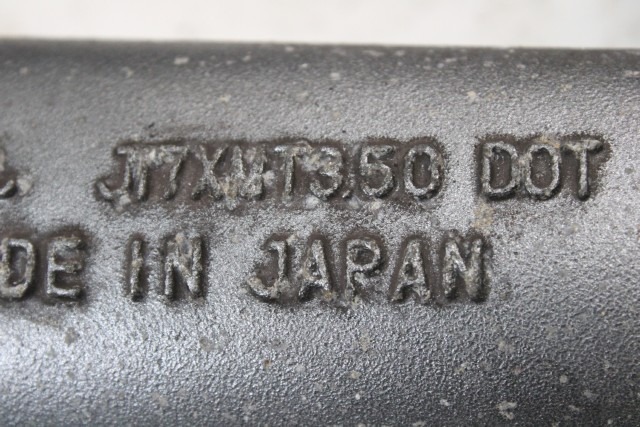 J17XMT3.50 DOT
DE IN JAPAN